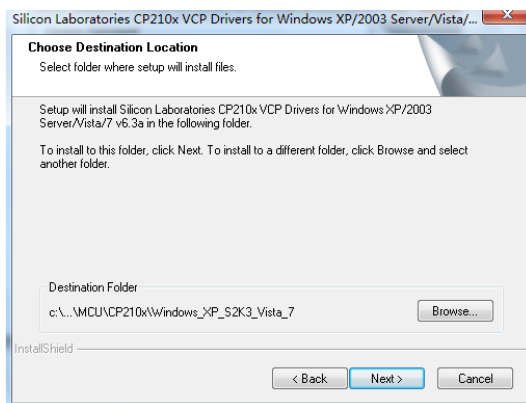 Silicon Laboratories CP210x VCP Drivers for Windows XP/2003 Server/Vista/...
Choose Destination Location
Select folder where setup will install files.
Setup will install Silicon Laboratories CP210x VCP Drivers for Windows XP/2003
Server/Vista/7 v6.3a in the following folder.
To install to this folder, click Next. To install to a different folder, click Browse and select
another folder.
Destination Folder
c:\...\MCU\CP210x\Windows_XP_S2K3_Vista_7
Browse...
InstallShield
< Back
Next >
Cancel